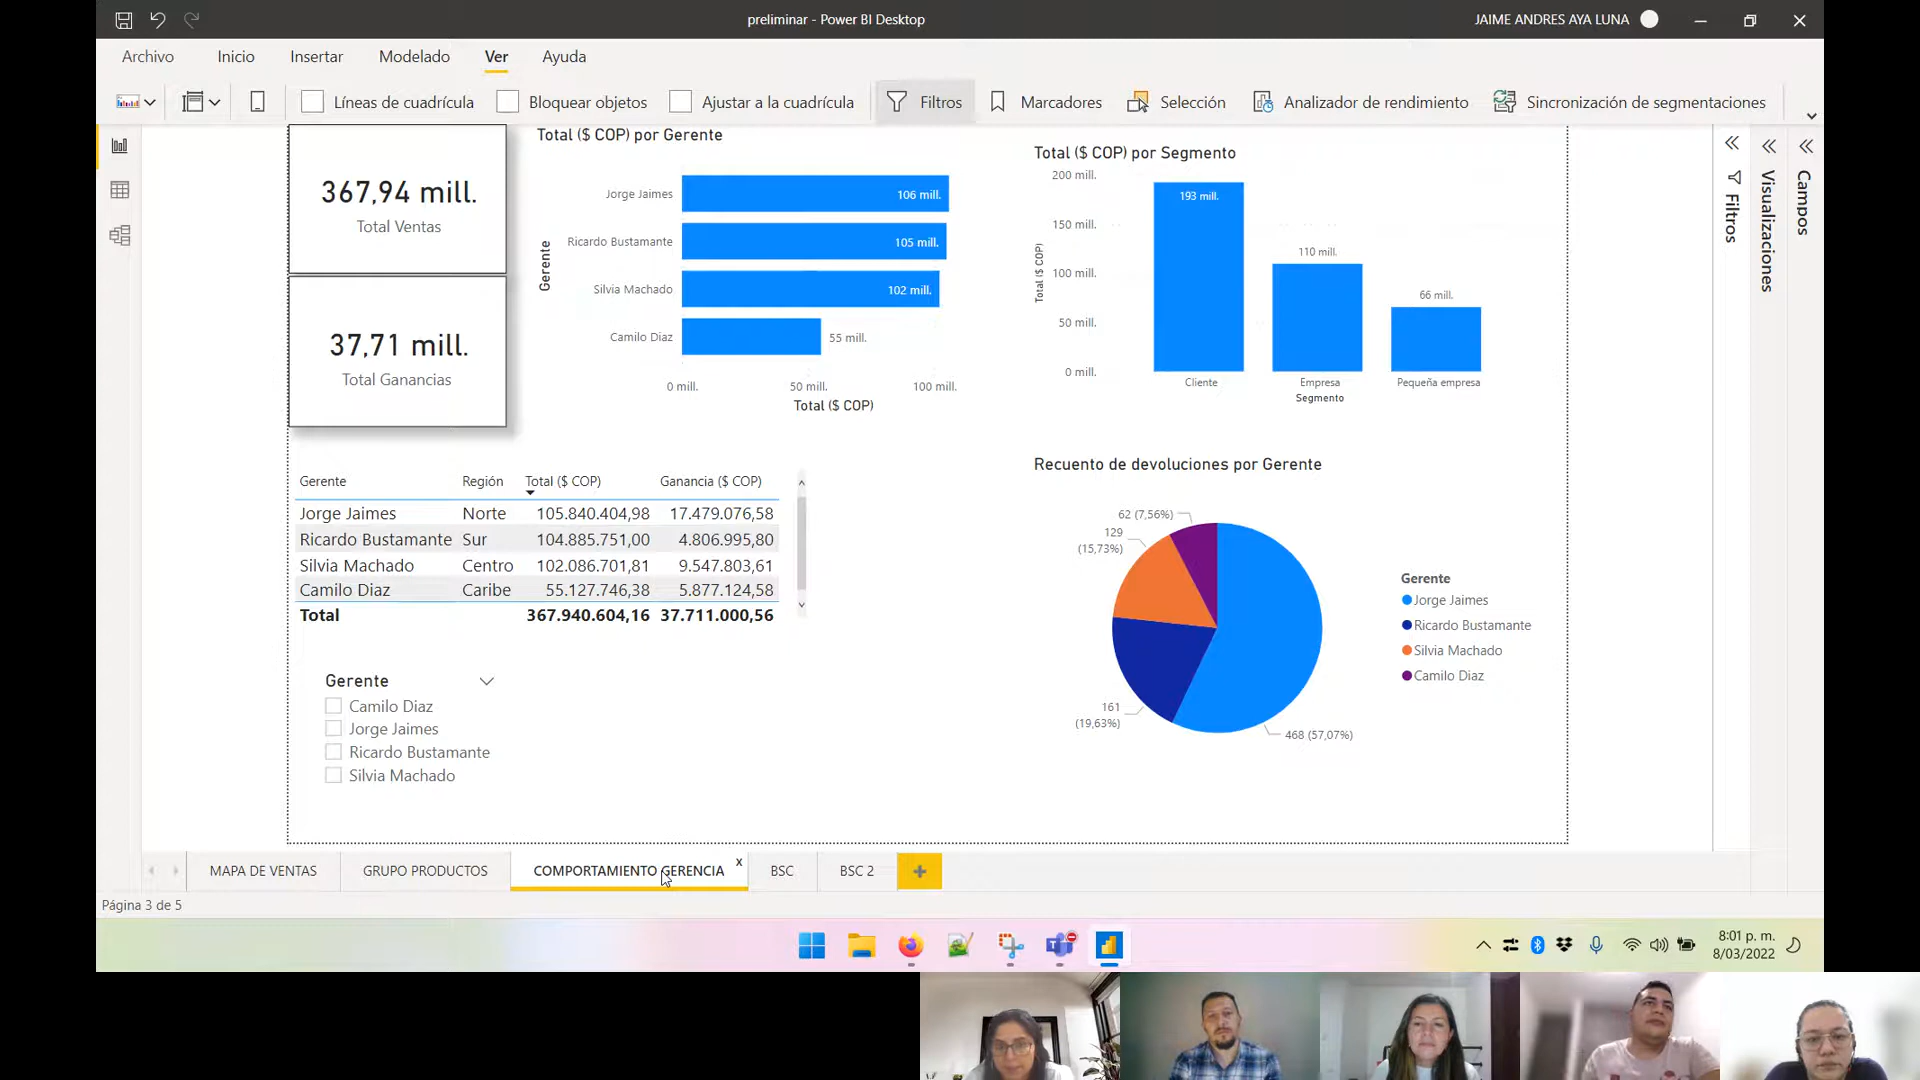 preliminar - Power BI Desktop
JAIME ANDRES AYA LUNA
Archivo
Inicio
Insertar
Modelado
Ver
Ayuda
Líneas de cuadrícula
Bloquear objetos
Ajustar a la cuadrícula
Filtros
Marcadores
Selección
Analizador de rendimiento
Sincronización de segmentaciones
367,94 mill.
Total Ventas
37,71 mill.
Total Ganancias
Total ($ COP) por Gerente
Gerente
Jorge Jaimes
106 mill.
Ricardo Bustamante
105 mill.
Silvia Machado
102 mill.
Camilo Diaz
55 mill.
0 mill.
50 mill.
100 mill.
Total ($ COP)
Total ($ COP) por Segmento
Total ($ COP)
200 mill.
150 mill.
100 mill.
50 mill.
0 mill.
193 mill.
110 mill.
66 mill.
Cliente
Empresa
Pequeña empresa
Segmento
Filtros
Visualizaciones
Campos
Gerente Región Total ($ COP) Ganancia ($ COP)
Jorge Jaimes Norte 105.840.404,98 17.479.076,58
Ricardo Bustamante Sur 104.885.751,00 4.806.995,80
Silvia Machado Centro 102.086.701,81 9.547.803,61
Camilo Diaz Caribe 55.127.746,38 5.877.124,58
Total 367.940.604,16 37.711.000,56
Recuento de devoluciones por Gerente
62 (7,56%)
129
(15,73%)
161
(19,63%)
468 (57,07%)
Gerente
Jorge Jaimes
Ricardo Bustamante
Silvia Machado
Camilo Diaz
Gerente
Camilo Diaz
Jorge Jaimes
Ricardo Bustamante
Silvia Machado
MAPA DE VENTAS
GRUPO PRODUCTOS
COMPORTAMIENTO GERENCIA
x
BSC
BSC 2
+
Página 3 de 5
8:01 p. m.
8/03/2022